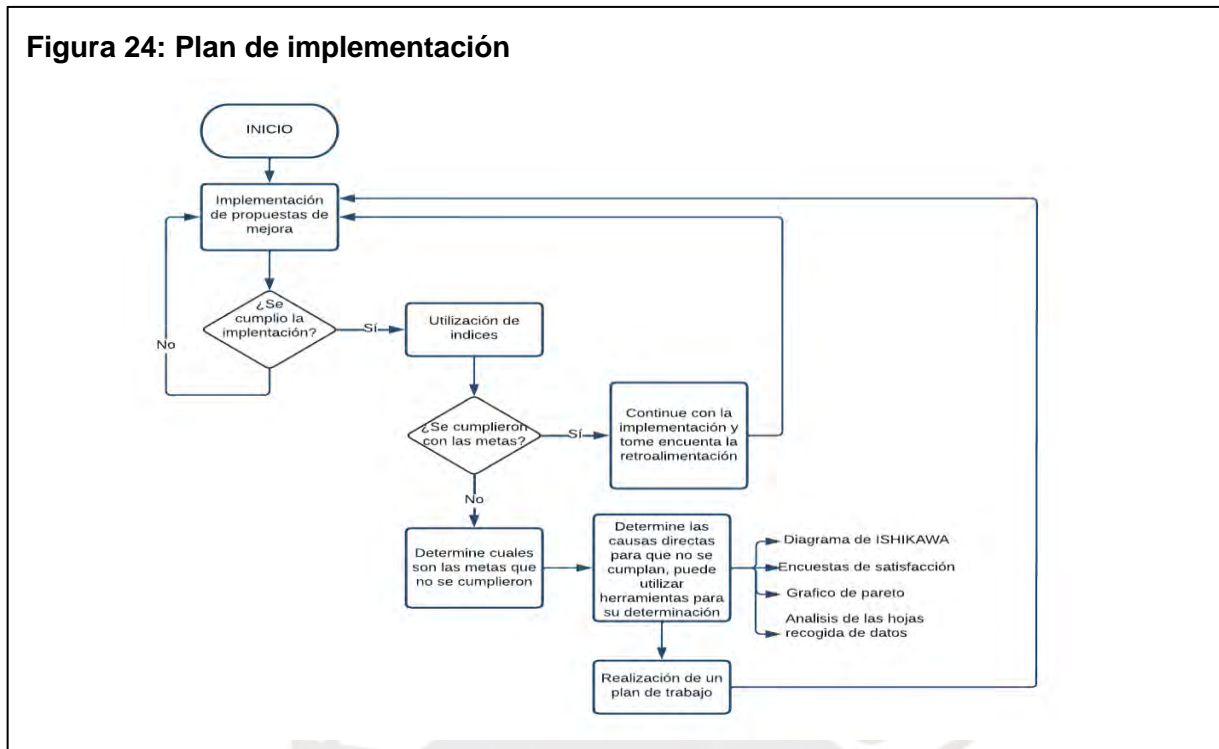 Figura 24: Plan de implementación
INICIO
Implementación
de propuestas de
mejora
¿Se
cumplio la
implentación?
No
Sí
Utilización de
indices
¿Se cumplieron
con las metas?
Sí
Continue con la
implementación y
tome encuenta la
retroalimentación
No
Determine cuales
son las metas que
no se cumplieron
Determine las
causas directas
para que no se
cumplan, puede
utilizar
herramientas para
su determinación
Diagrama de ISHIKAWA
Encuestas de satisfacción
Grafico de pareto
Analisis de las hojas
recogida de datos
Realización de un
plan de trabajo